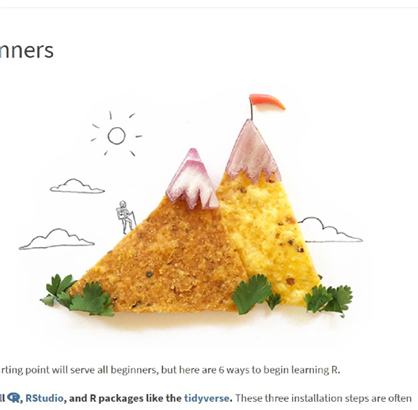 nners
rting point will serve all beginners, but here are 6 ways to begin learning R.
ll R, RStudio, and R packages like the tidyverse. These three installation steps are often